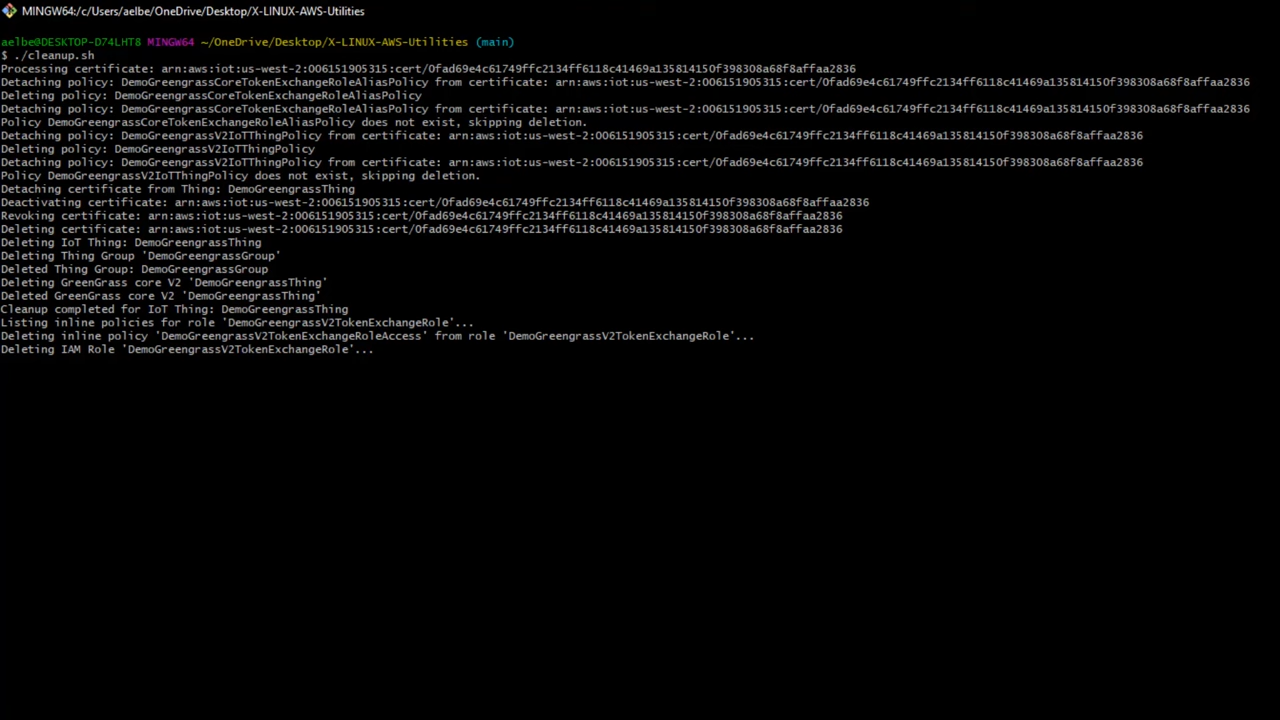 MINGW64:/c/Users/aelbe/OneDrive/Desktop/X-LINUX-AWS-Utilities
aelbe@DESKTOP-D74LHT8 MINGW64 ~/OneDrive/Desktop/X-LINUX-AWS-Utilities (main)
$ ./cleanup.sh
Processing certificate: arn:aws:iot:us-west-2:006151905315:cert/0fad69e4c61749ffc2134ff6118c41469a135814150f398308a68f8affaa2836
Detaching policy: DemoGreengrassCoreTokenExchangeRoleAliasPolicy from certificate: arn:aws:iot:us-west-2:006151905315:cert/0fad69e4c61749ffc2134ff6118c41469a135814150f398308a68f8affaa2836
Deleting policy: DemoGreengrassCoreTokenExchangeRoleAliasPolicy
Detaching policy: DemoGreengrassCoreTokenExchangeRoleAliasPolicy from certificate: arn:aws:iot:us-west-2:006151905315:cert/0fad69e4c61749ffc2134ff6118c41469a135814150f398308a68f8affaa2836
Policy DemoGreengrassCoreTokenExchangeRoleAliasPolicy does not exist, skipping deletion.
Detaching policy: DemoGreengrassV2IoTThingPolicy from certificate: arn:aws:iot:us-west-2:006151905315:cert/0fad69e4c61749ffc2134ff6118c41469a135814150f398308a68f8affaa2836
Deleting policy: DemoGreengrassV2IoTThingPolicy
Detaching policy: DemoGreengrassV2IoTThingPolicy from certificate: arn:aws:iot:us-west-2:006151905315:cert/0fad69e4c61749ffc2134ff6118c41469a135814150f398308a68f8affaa2836
Policy DemoGreengrassV2IoTThingPolicy does not exist, skipping deletion.
Detaching certificate from Thing: DemoGreengrassThing
Deactivating certificate: arn:aws:iot:us-west-2:006151905315:cert/0fad69e4c61749ffc2134ff6118c41469a135814150f398308a68f8affaa2836
Revoking certificate: arn:aws:iot:us-west-2:006151905315:cert/0fad69e4c61749ffc2134ff6118c41469a135814150f398308a68f8affaa2836
Deleting certificate: arn:aws:iot:us-west-2:006151905315:cert/0fad69e4c61749ffc2134ff6118c41469a135814150f398308a68f8affaa2836
Deleting IoT Thing: DemoGreengrassThing
Deleting Thing Group 'DemoGreengrassGroup'
Deleted Thing Group: DemoGreengrassGroup
Deleting GreenGrass core V2 'DemoGreengrassThing'
Deleted GreenGrass core V2 'DemoGreengrassThing'
Cleanup completed for IoT Thing: DemoGreengrassThing
Listing inline policies for role 'DemoGreengrassV2TokenExchangeRole'...
Deleting inline policy 'DemoGreengrassV2TokenExchangeRoleAccess' from role 'DemoGreengrassV2TokenExchangeRole'...
Deleting IAM Role 'DemoGreengrassV2TokenExchangeRole'...